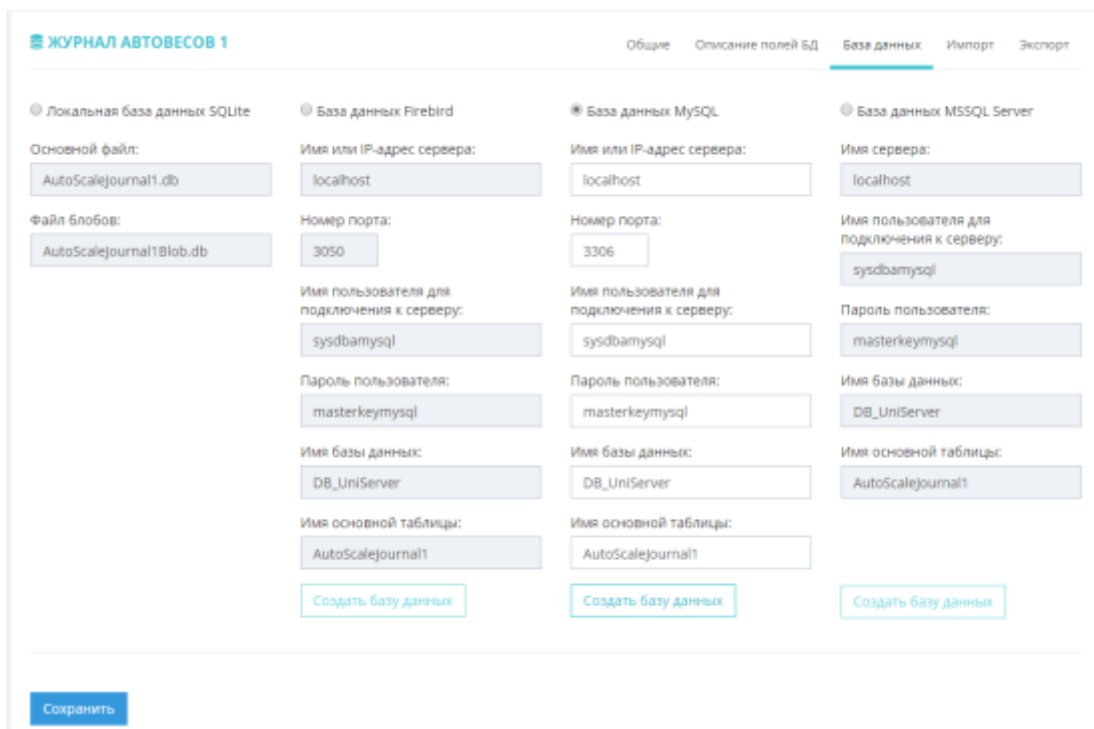 ЖУРНАЛ АВТОВЕСОВ 1
Общие
Описание полей БД
База данных
Импорт
Экспорт
Локальная база данных SQLite
Основной файл:
AutoScaleJournal1.db
Файл блобов:
AutoScaleJournal1Blob.db
База данных Firebird
Имя или IP-адрес сервера:
localhost
Номер порта:
3050
Имя пользователя для
подключения к серверу:
sysdbamysql
Пароль пользователя:
masterkeymysql
Имя базы данных:
DB_UniServer
Имя основной таблицы:
AutoScaleJournal1
Создать базу данных
База данных MySQL
Имя или IP-адрес сервера:
localhost
Номер порта:
3306
Имя пользователя для
подключения к серверу:
sysdbamysql
Пароль пользователя:
masterkeymysql
Имя базы данных:
DB_UniServer
Имя основной таблицы:
AutoScaleJournal1
Создать базу данных
База данных MSSQL Server
Имя сервера:
localhost
Имя пользователя для
подключения к серверу:
sysdbamysql
Пароль пользователя:
masterkeymysql
Имя базы данных:
DB_UniServer
Имя основной таблицы:
AutoScaleJournal1
Создать базу данных
Сохранить